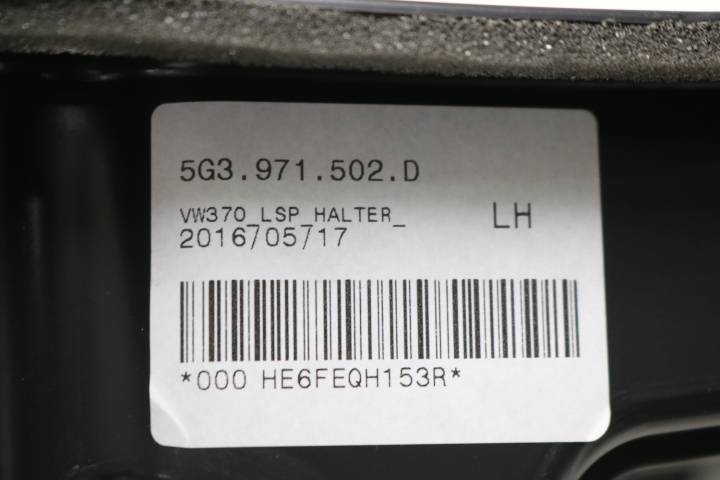 5G3.971.502.D
VW370_LSP_HALTER_ LH
2016/05/17
*000 HE6FEQH153R*